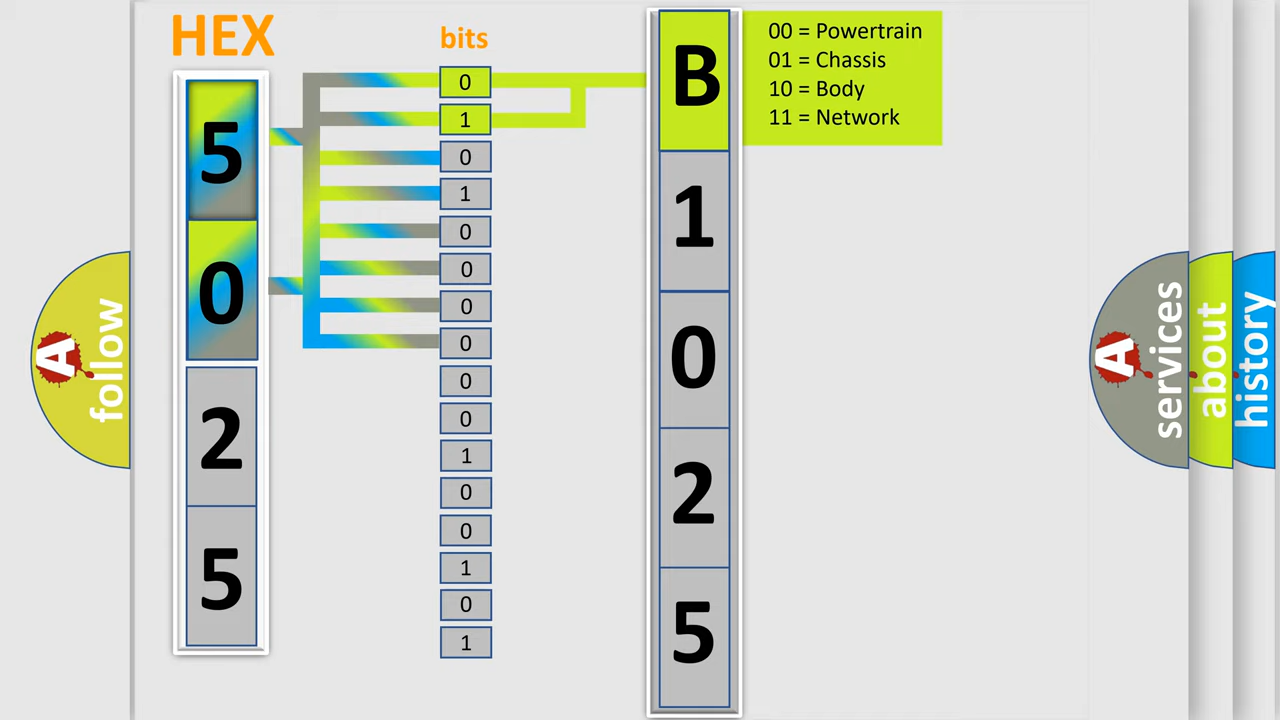 HEX
bits
5
0
2
5
0
1
0
1
0
0
0
0
0
0
1
0
0
1
0
1
B
1
0
2
5
00 = Powertrain
01 = Chassis
10 = Body
11 = Network
A
follow
A
services
about
history